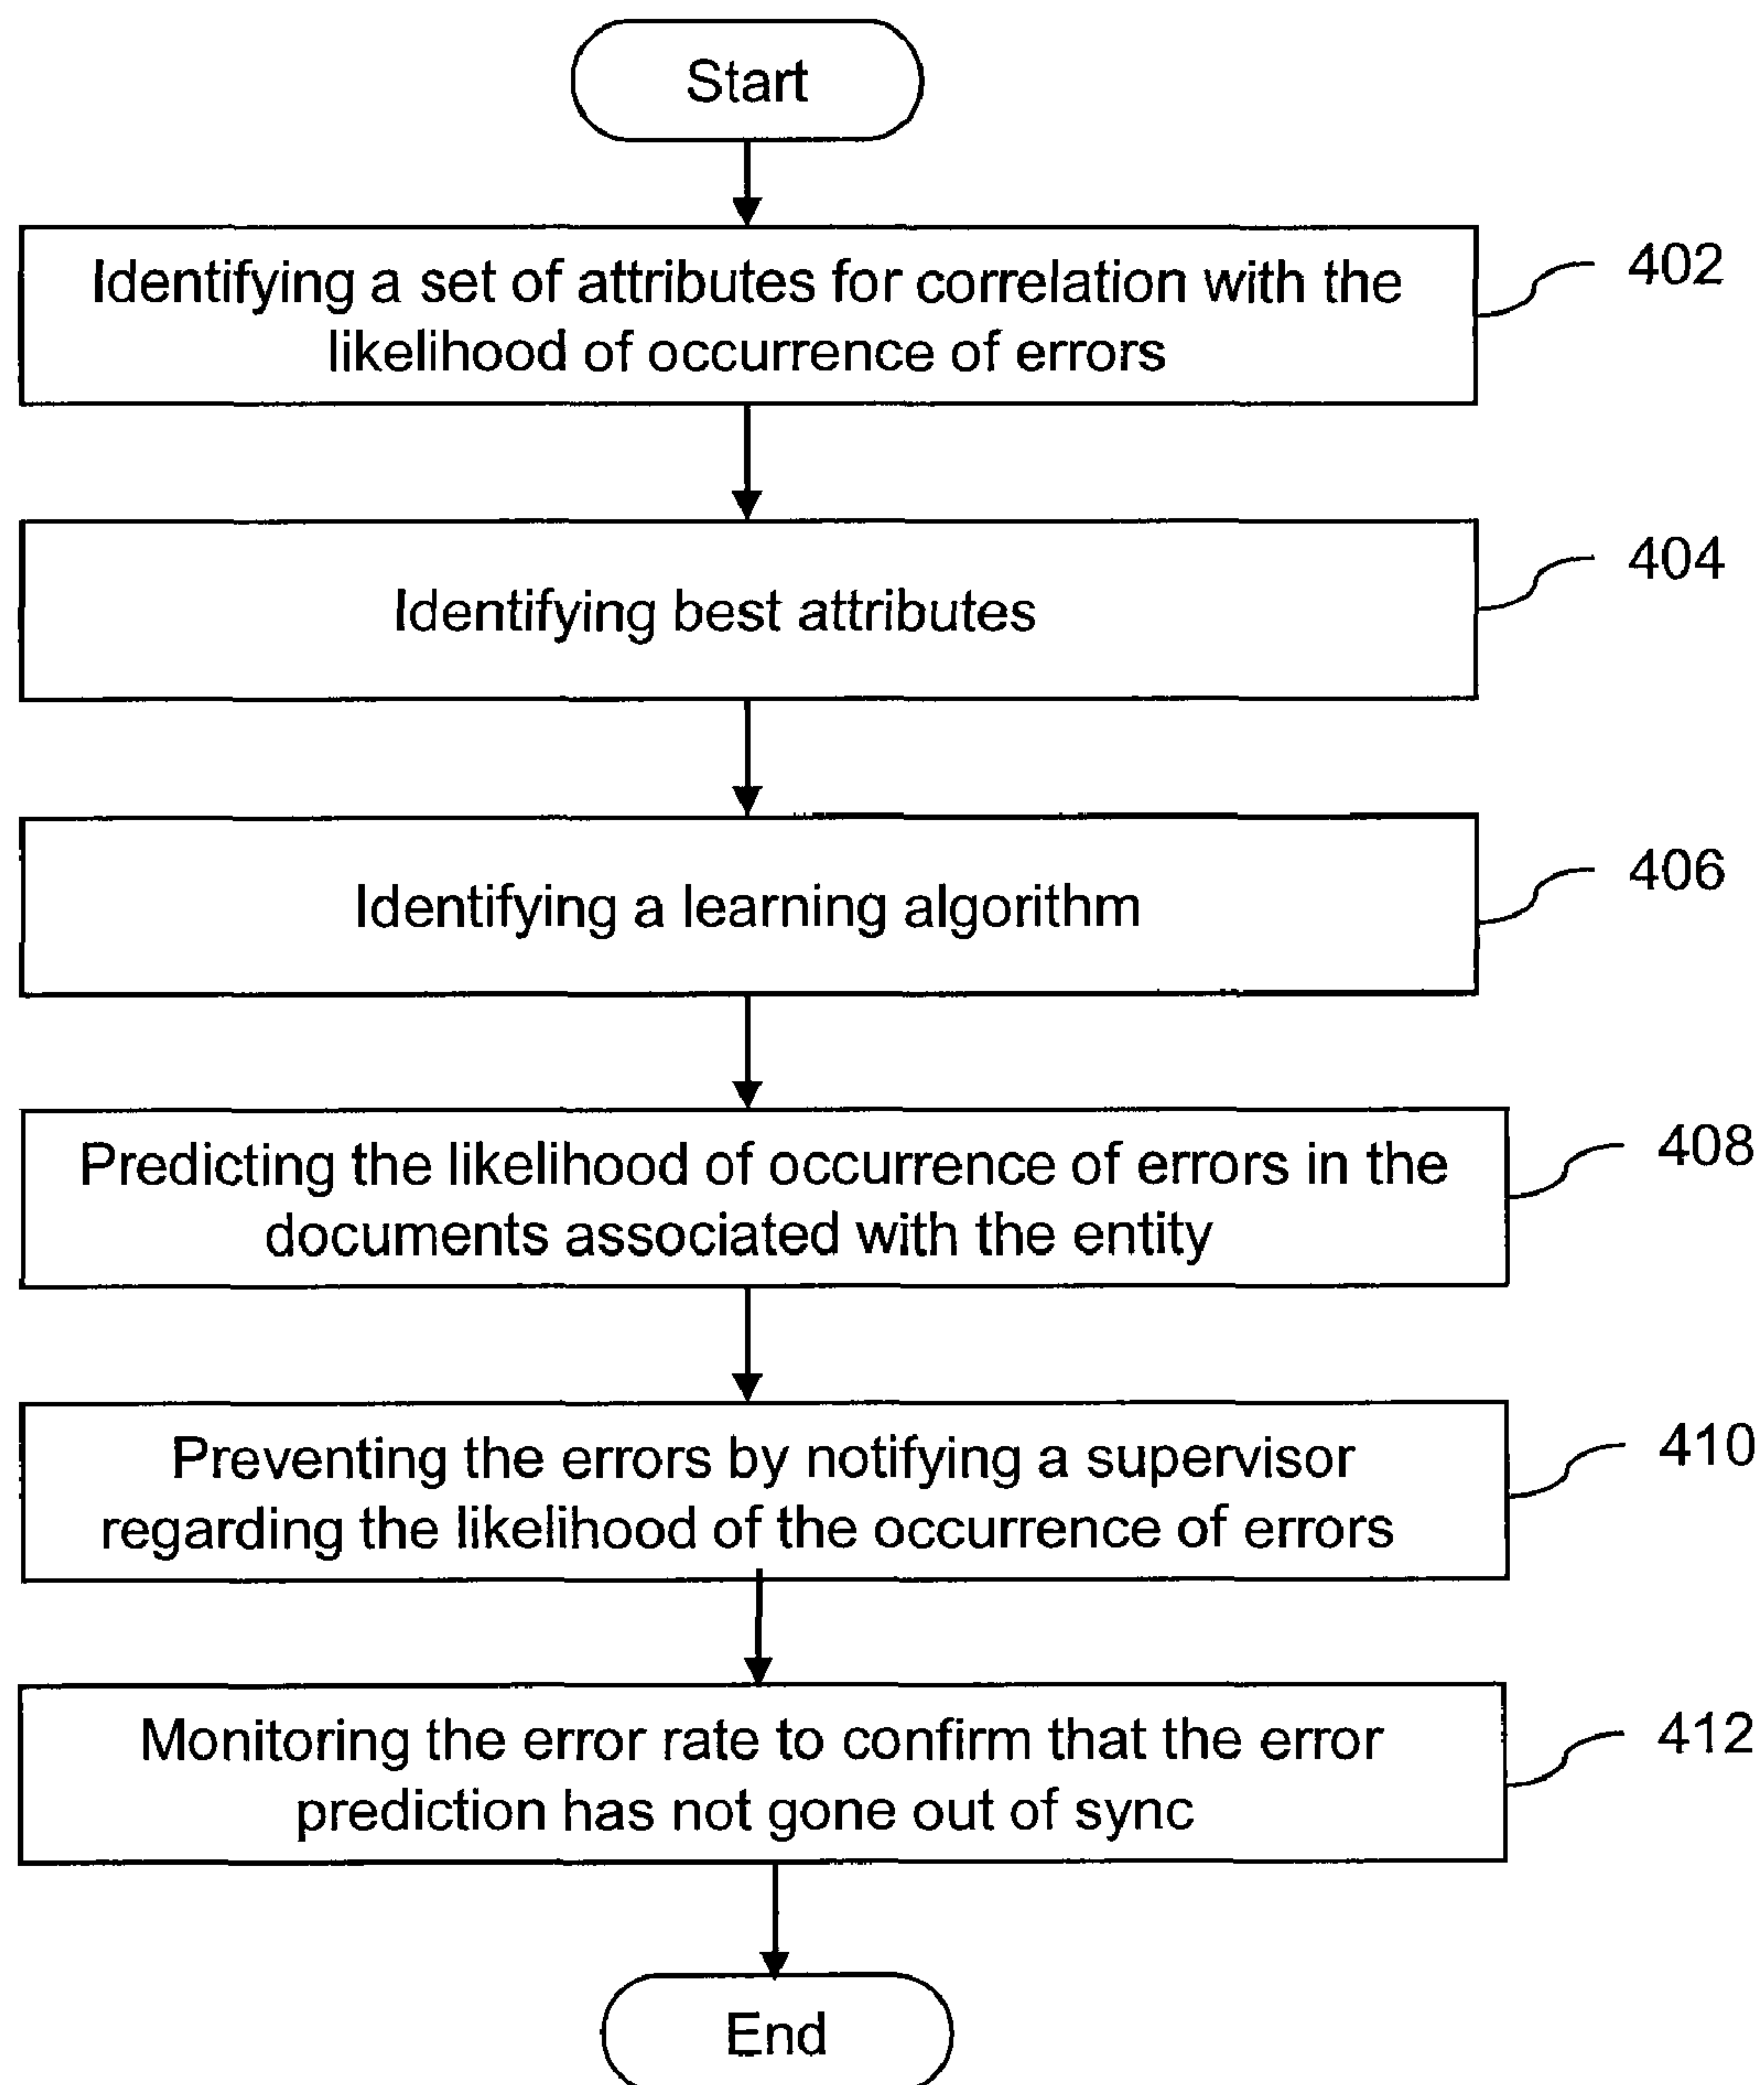 Start
Identifying a set of attributes for correlation with the
likelihood of occurrence of errors
402
Identifying best attributes
404
Identifying a learning algorithm
406
Predicting the likelihood of occurrence of errors in the
documents associated with the entity
408
Preventing the errors by notifying a supervisor
regarding the likelihood of the occurrence of errors
410
Monitoring the error rate to confirm that the error
prediction has not gone out of sync
412
End